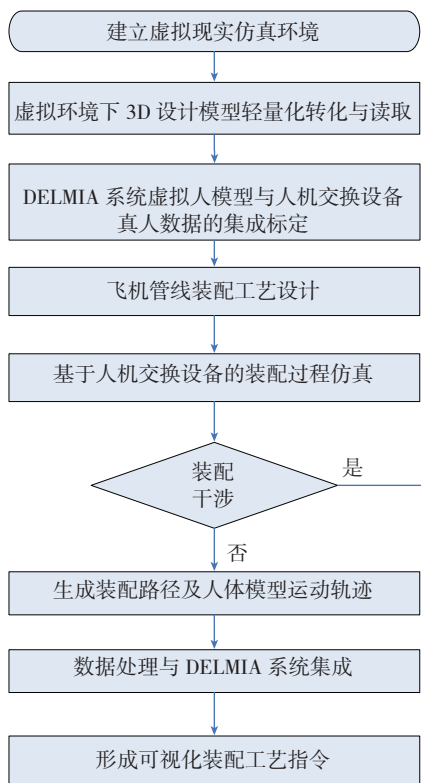 建立虚拟现实仿真环境
虚拟环境下 3D 设计模型轻量化转化与读取
DELMIA 系统虚拟人模型与人机交换设备
真人数据的集成标定
飞机管线装配工艺设计
基于人机交换设备的装配过程仿真
装配
干涉
是
否
生成装配路径及人体模型运动轨迹
数据处理与 DELMIA 系统集成
形成可视化装配工艺指令